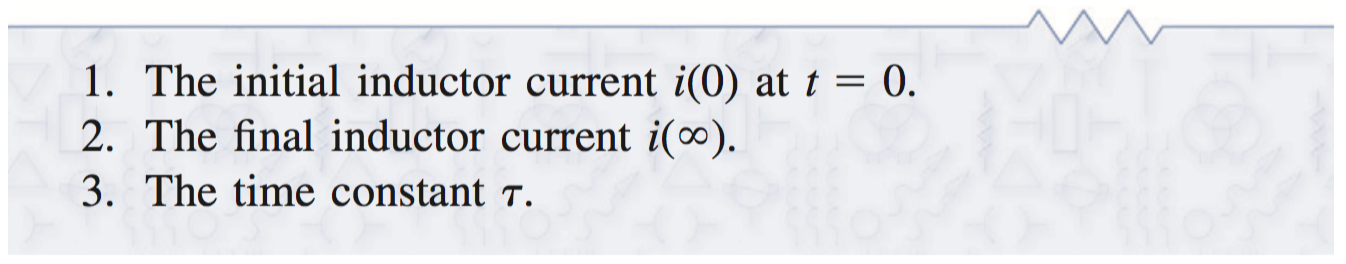 1. The initial inductor current i(0) at t = 0.
2. The final inductor current i(∞).
3. The time constant τ.